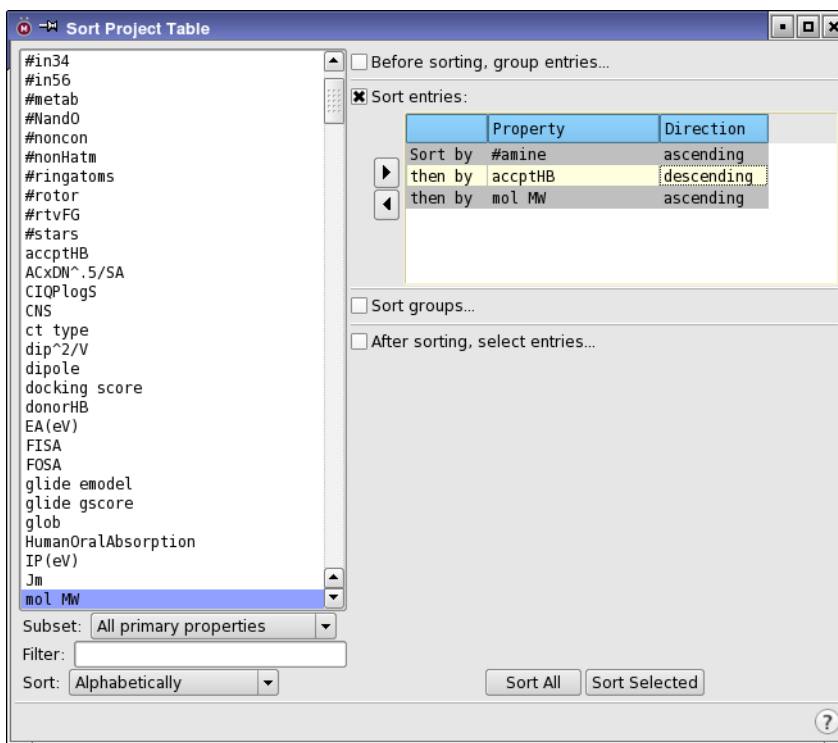 Sort Project Table
#in34
#in56
#metab
#NandO
#noncon
#nonHatm
#ringatoms
#rotor
#rtvFG
#stars
accptHB
ACxDN^.5/SA
CIQPlogS
CNS
ct type
dip^2/V
dipole
docking score
donorHB
EA(eV)
FISA
FOSA
glide emodel
glide gscore
glob
HumanOralAbsorption
IP(eV)
Jm
mol MW
Subset: All primary properties
Filter:
Sort: Alphabetically
Before sorting, group entries...
Sort entries:
Property Direction
Sort by #amine ascending
then by accptHB descending
then by mol MW ascending
Sort groups...
After sorting, select entries...
Sort All Sort Selected
?